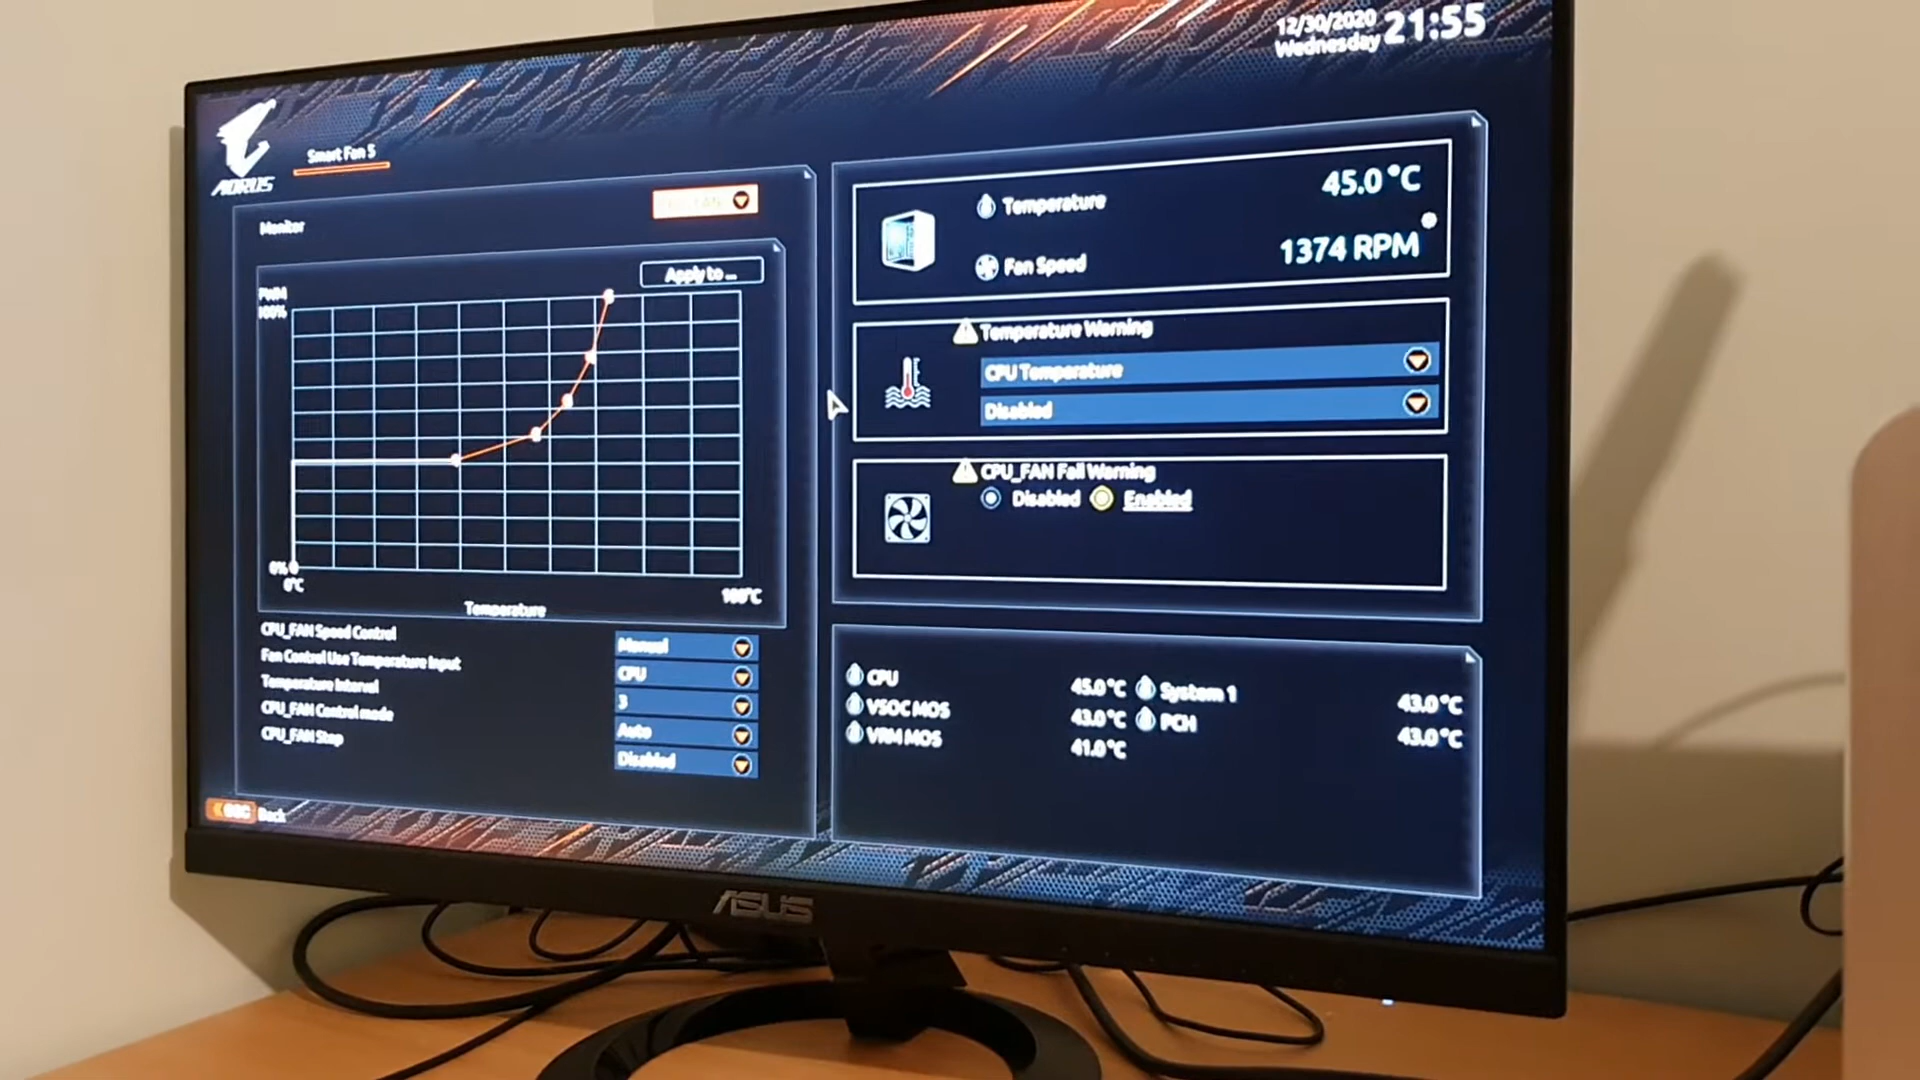 12/30/2020 21:55
Wednesday
AORUS
Smart Fan 5
Monitor
Apply to ...
PWM
100%
0%
0°C
100°C
Temperature
CPU_FAN Speed Control
Manual
Fan Control Use Temperature Input
CPU
Temperature Interval
3
CPU_FAN Control mode
Auto
CPU_FAN Stop
Disabled
ESC Back
Temperature
45.0 °C
Fan Speed
1374 RPM
Temperature Warning
CPU Temperature
Disabled
CPU_FAN Fail Warning
Disabled Enabled
CPU 45.0°C System 1 43.0°C
VSOC MOS 43.0°C PCH 43.0°C
VRM MOS 41.0°C
ASUS